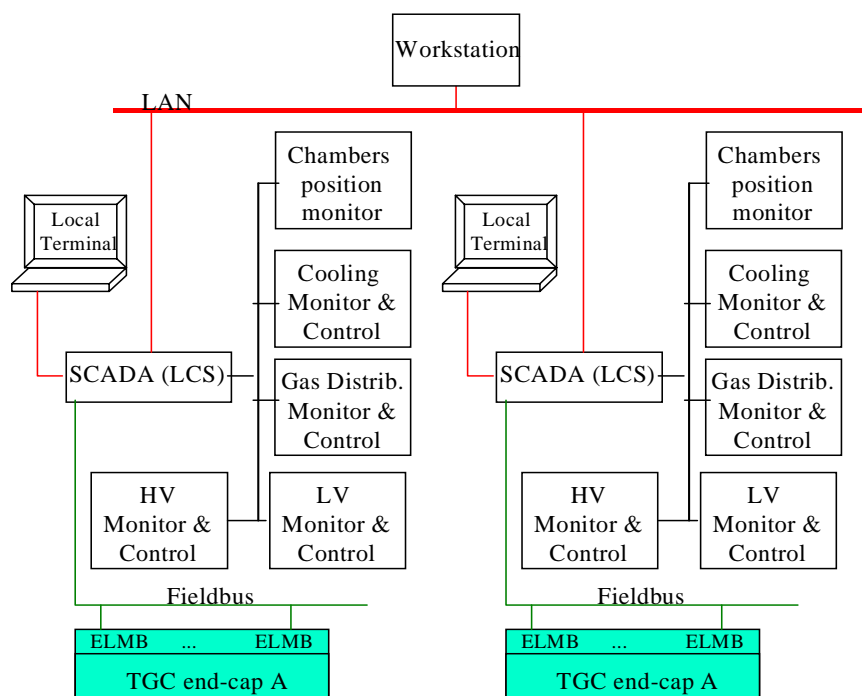 Workstation
LAN
Chambers
position
monitor
Local
Terminal
Cooling
Monitor &
Control
SCADA (LCS)
Gas Distrib.
Monitor &
Control
HV
Monitor &
Control
LV
Monitor &
Control
Fieldbus
ELMB ... ELMB
TGC end-cap A
Chambers
position
monitor
Local
Terminal
Cooling
Monitor &
Control
SCADA (LCS)
Gas Distrib.
Monitor &
Control
HV
Monitor &
Control
LV
Monitor &
Control
Fieldbus
ELMB ... ELMB
TGC end-cap A